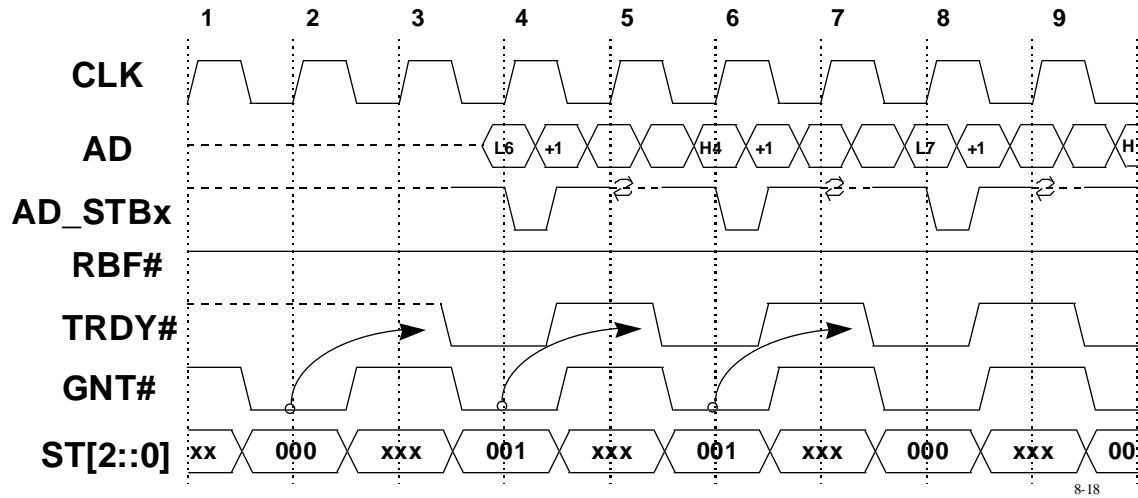 1 2 3 4 5 6 7 8 9
CLK
AD L6 +1 H4 +1 L7 +1 H
AD_STBx
RBF#
TRDY#
GNT#
ST[2::0] xx 000 xxx 001 xxx 001 xxx 000 xxx 00
8-18